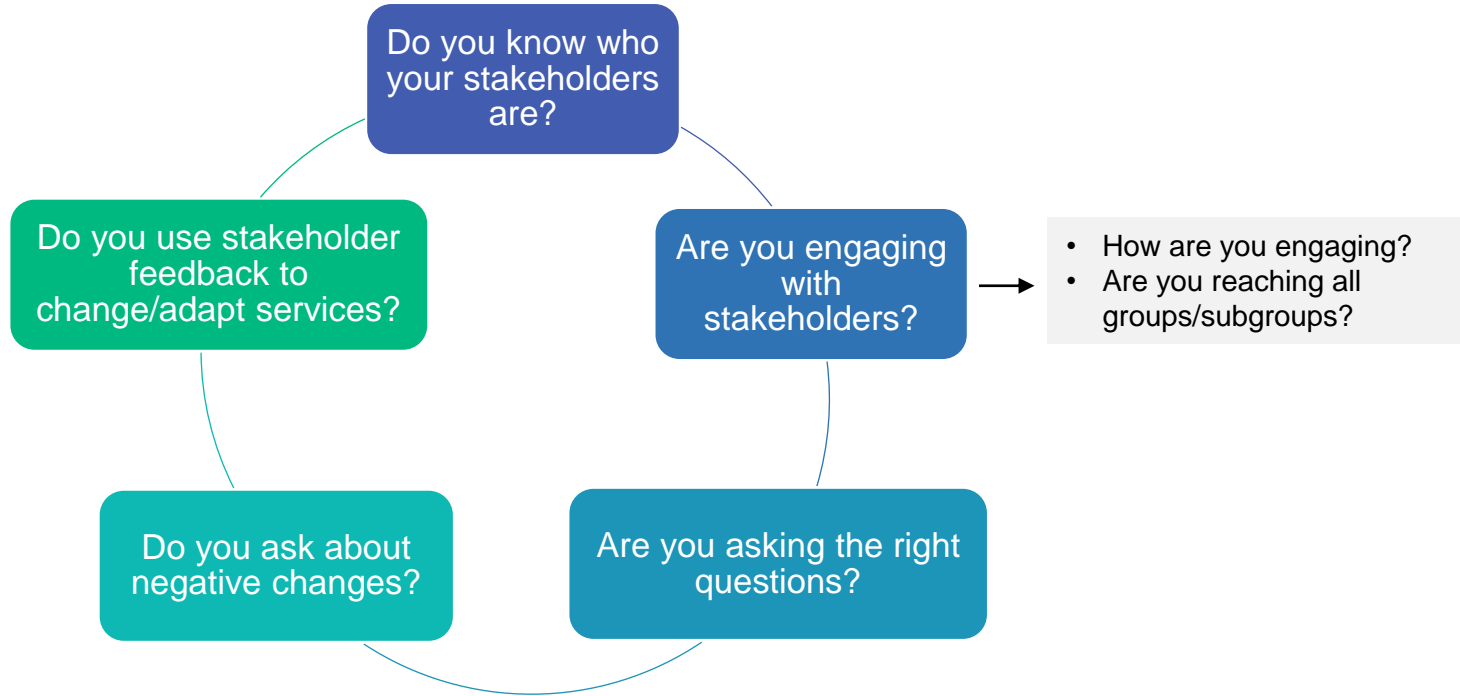 Do you know who
your stakeholders
are?
Are you engaging
with
stakeholders?
• How are you engaging?
• Are you reaching all
groups/subgroups?
Are you asking the right
questions?
Do you ask about
negative changes?
Do you use stakeholder
feedback to
change/adapt services?